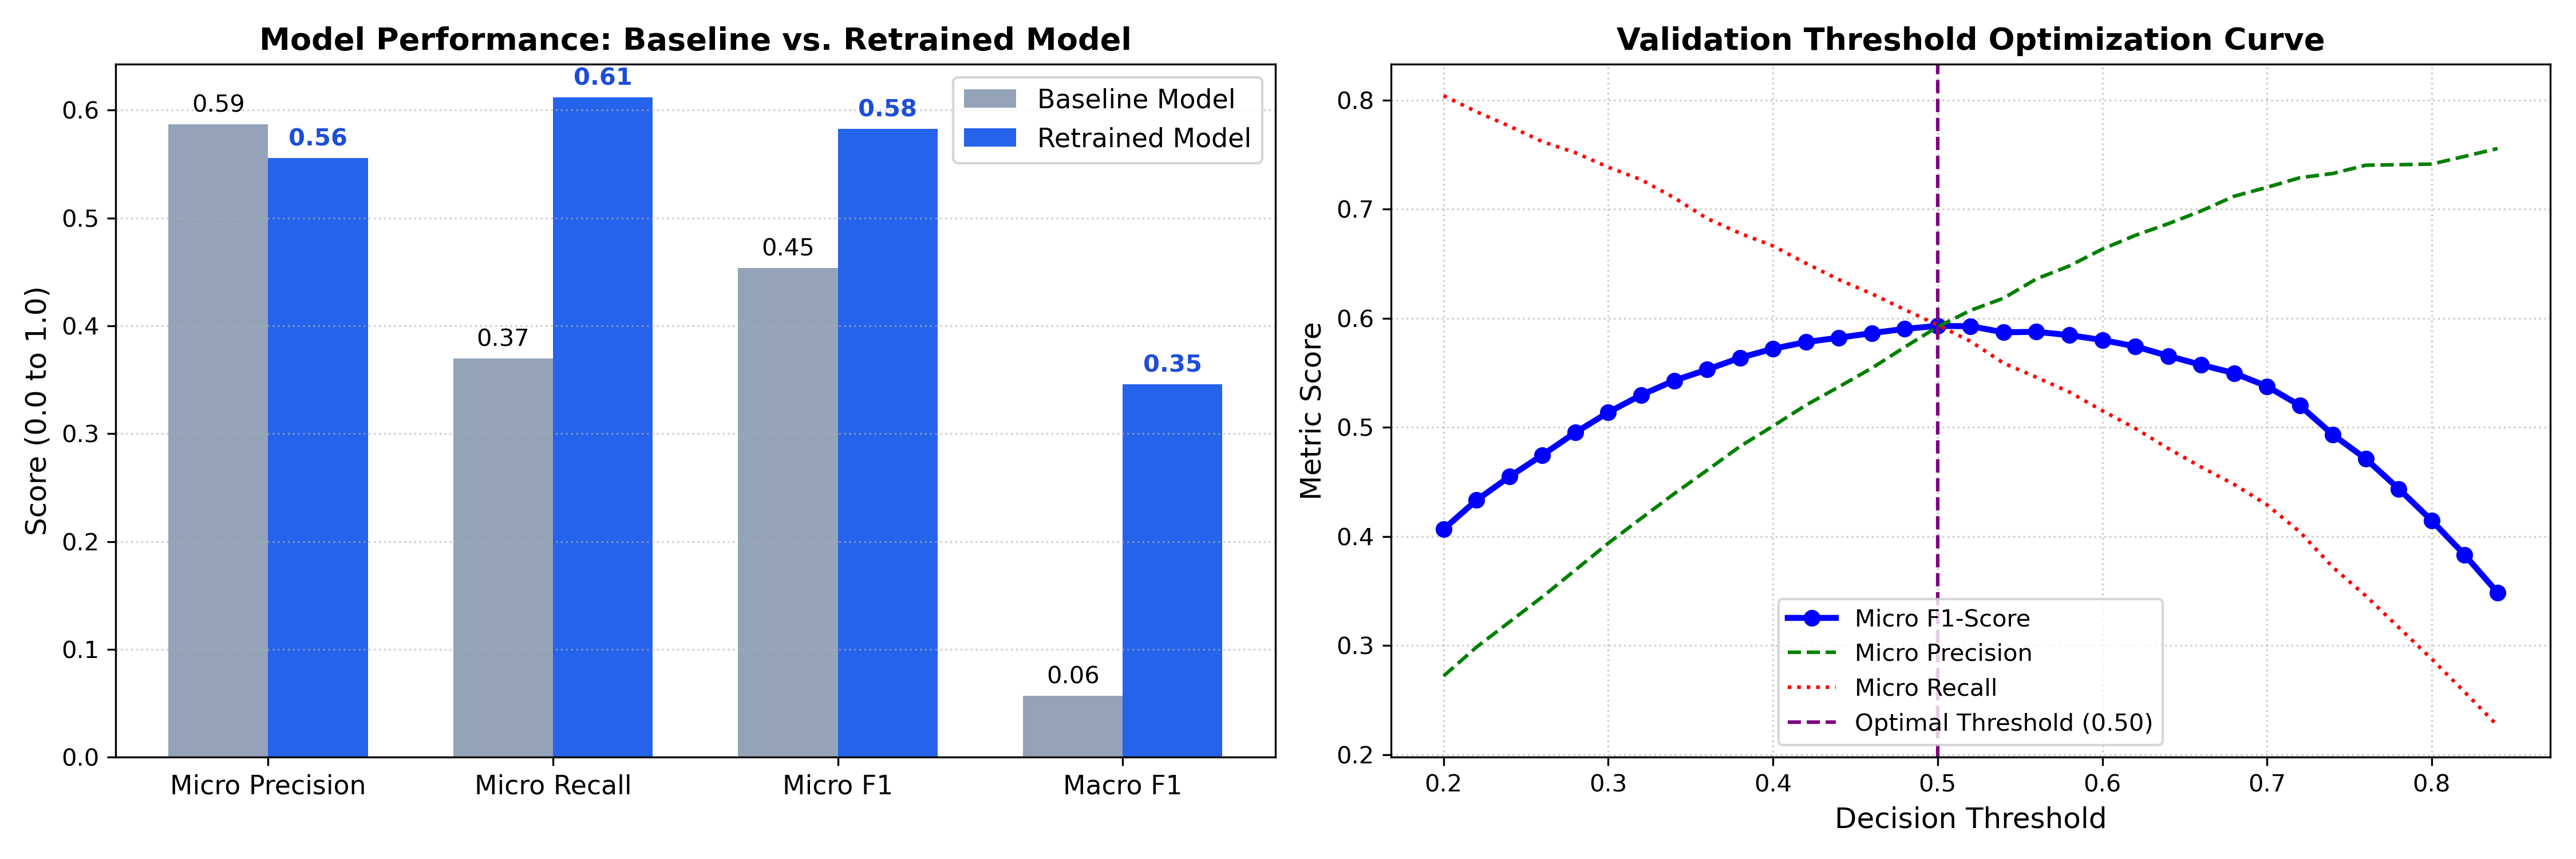 Model Performance: Baseline vs. Retrained Model
Score (0.0 to 1.0)
0.6
0.5
0.4
0.3
0.2
0.1
0.0
0.59
0.56
0.37
0.61
0.45
0.58
0.06
0.35
Baseline Model
Retrained Model
Micro Precision
Micro Recall
Micro F1
Macro F1
Validation Threshold Optimization Curve
Metric Score
0.8
0.7
0.6
0.5
0.4
0.3
0.2
Micro F1-Score
Micro Precision
Micro Recall
Optimal Threshold (0.50)
0.2
0.3
0.4
0.5
0.6
0.7
0.8
Decision Threshold